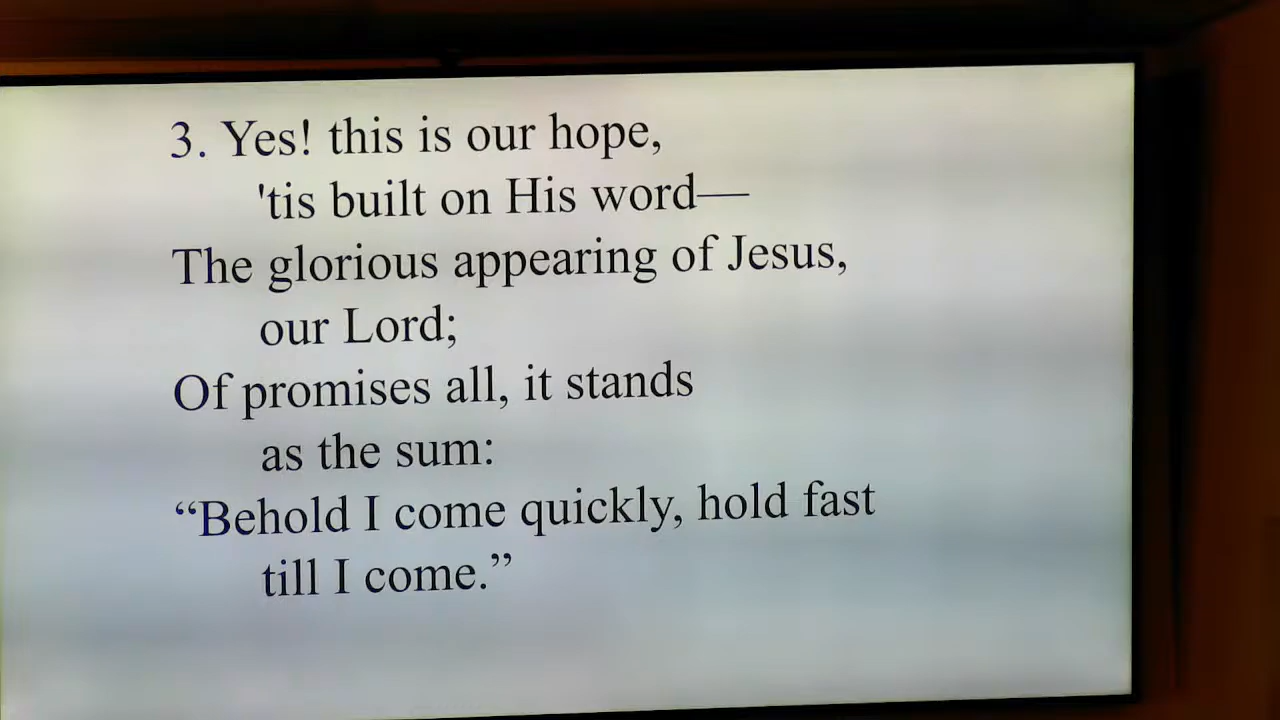 3. Yes! this is our hope,
'tis built on His word—
The glorious appearing of Jesus,
our Lord;
Of promises all, it stands
as the sum:
“Behold I come quickly, hold fast
till I come.”